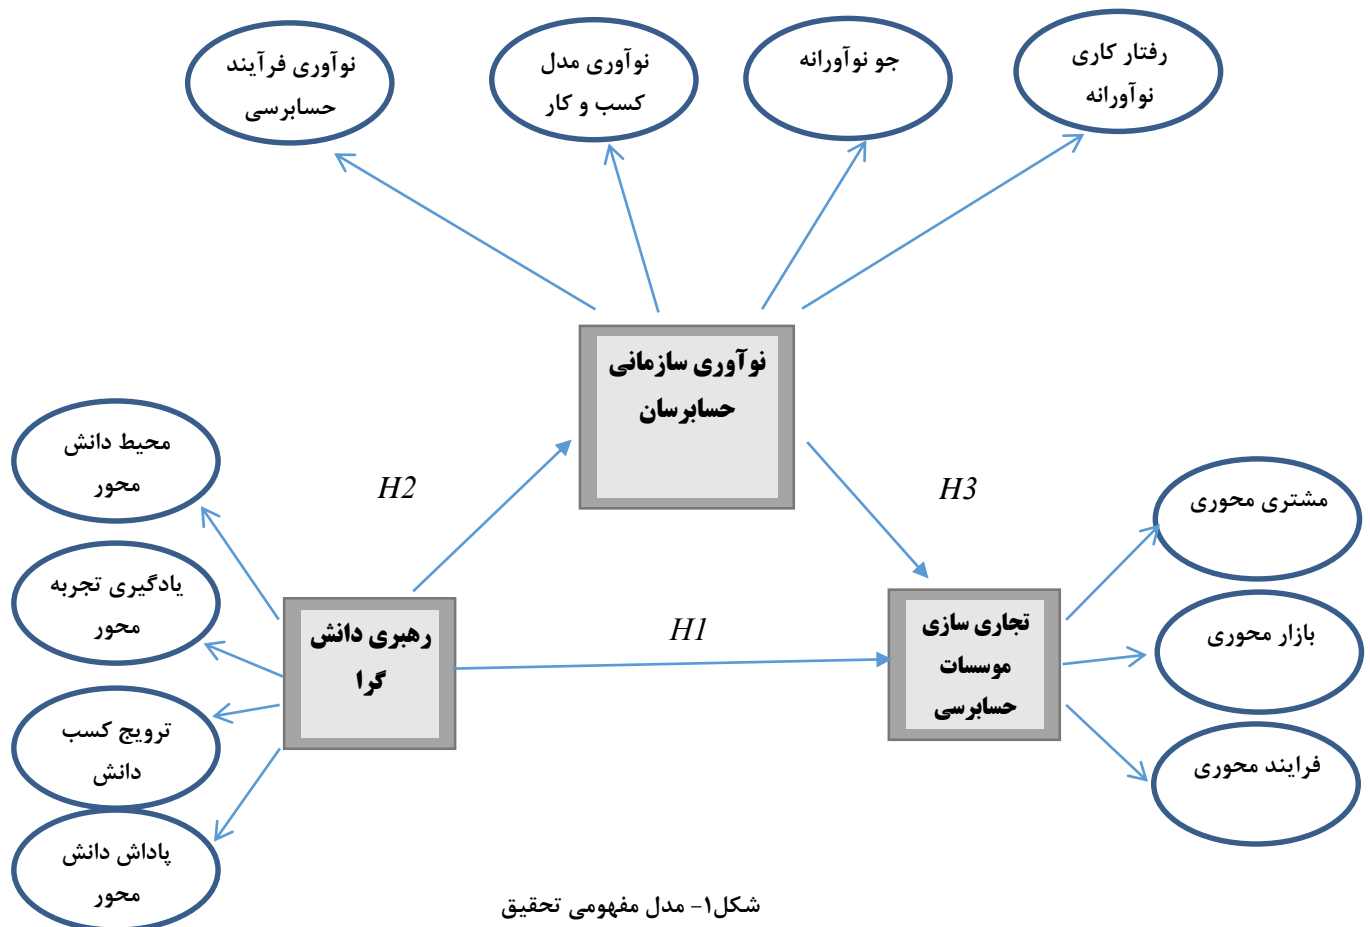 رفتار کاری
نوآورانه
جو نوآورانه
نوآوری مدل
کسب و کار
نوآوری فرآیند
حسابرسی
نوآوری سازمانی
حسابرسان
H2
H3
محیط دانش
محور
یادگیری تجربه
محور
ترویج کسب
دانش
پاداش دانش
محور
رهبری دانش
گرا
H1
تجاری سازی
موسسات
حسابرسی
مشتری محوری
بازار محوری
فرایند محوری
شکل۱- مدل مفهومی تحقیق